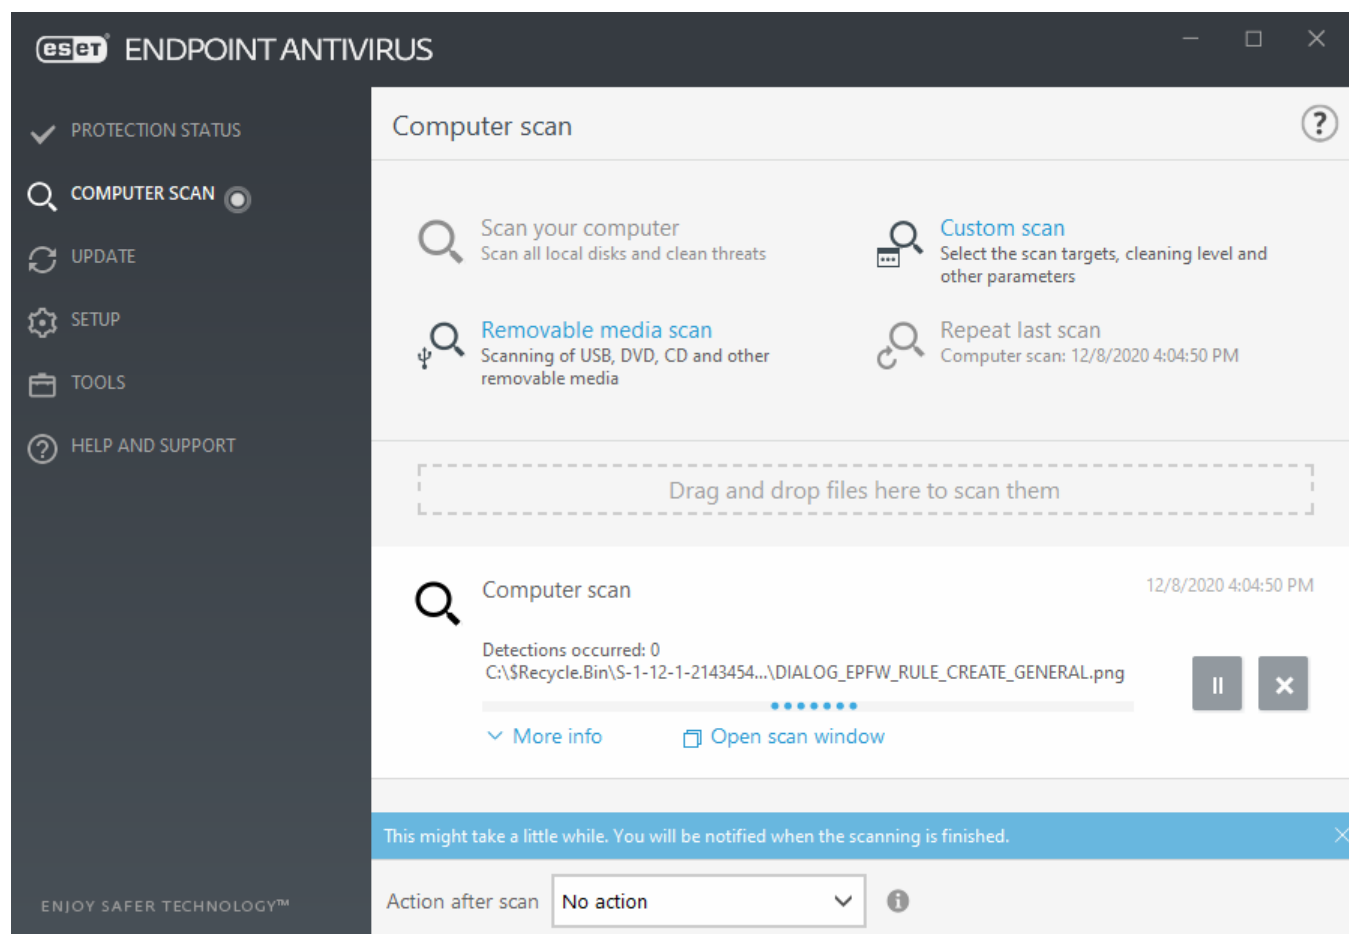 eset ENDPOINT ANTIVIRUS
PROTECTION STATUS
COMPUTER SCAN
UPDATE
SETUP
TOOLS
HELP AND SUPPORT
ENJOY SAFER TECHNOLOGY™
Computer scan
?
Scan your computer
Scan all local disks and clean threats
Custom scan
Select the scan targets, cleaning level and
other parameters
Removable media scan
Scanning of USB, DVD, CD and other
removable media
Repeat last scan
Computer scan: 12/8/2020 4:04:50 PM
Drag and drop files here to scan them
Computer scan
12/8/2020 4:04:50 PM
Detections occurred: 0
C:\$Recycle.Bin\S-1-12-1-2143454...\DIALOG_EPFW_RULE_CREATE_GENERAL.png
More info
Open scan window
This might take a little while. You will be notified when the scanning is finished.
Action after scan
No action